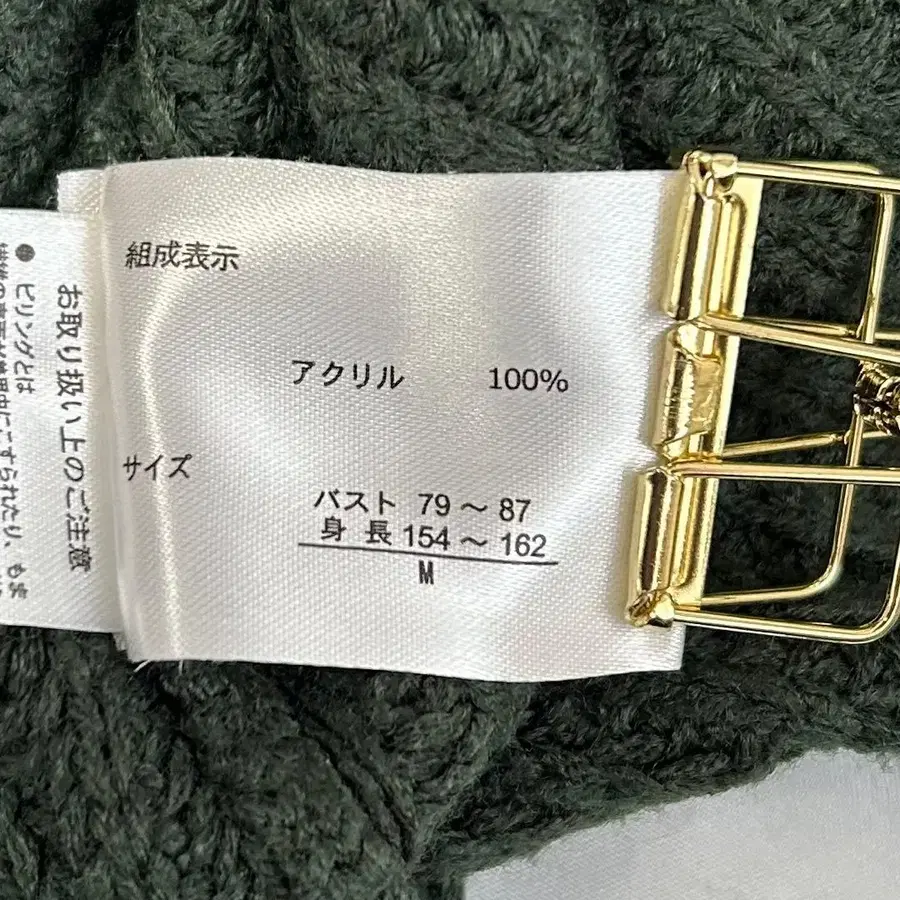 組成表示
アクリル 100%
サイズ
バスト 79～87
身長 154～162
M
お取り扱い上のご注意
●ピリングとは